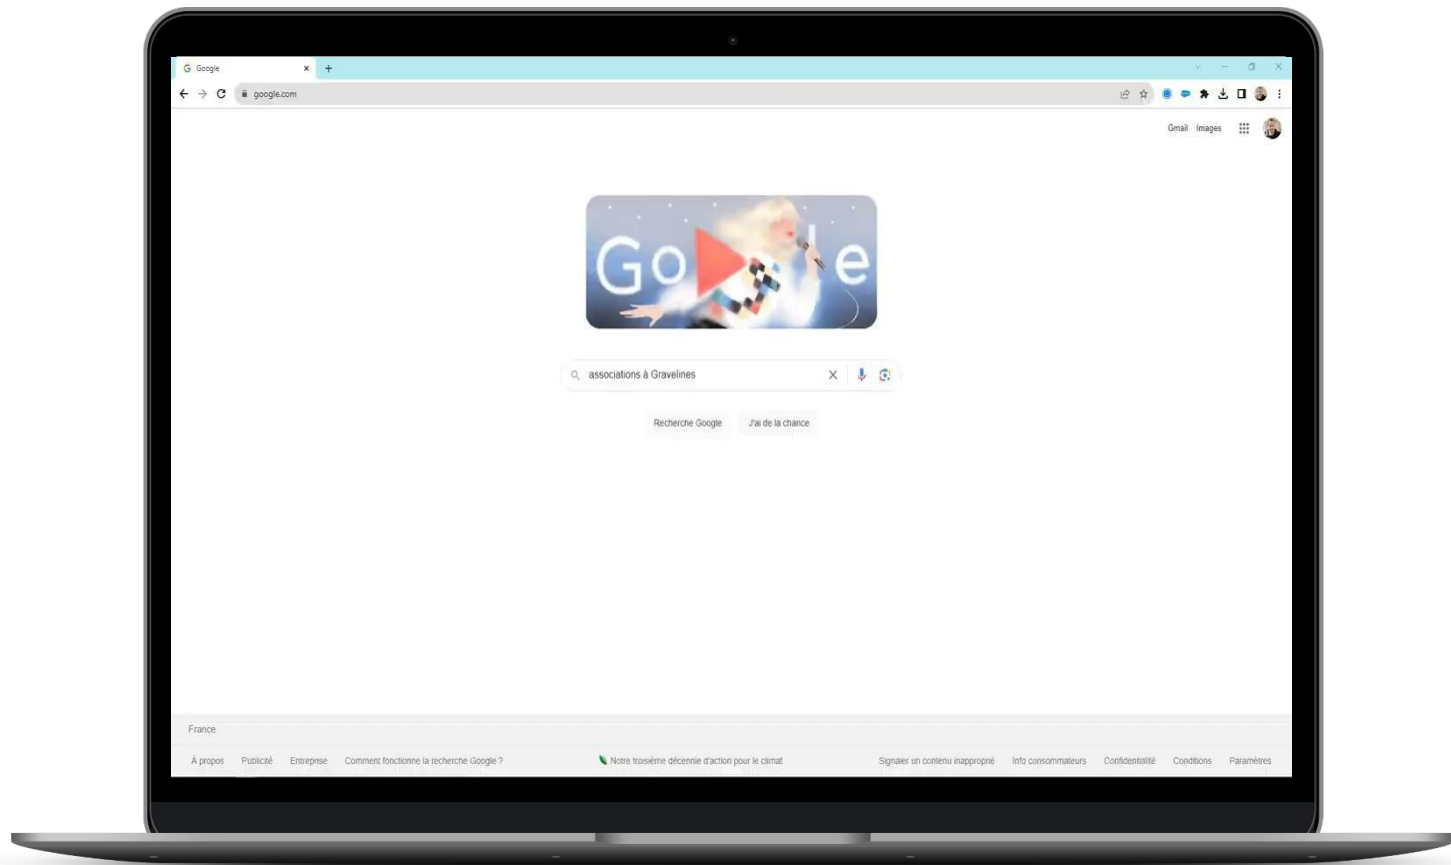 Google
google.com
Gmail Images
Go le
associations à Gravelines
Recherche Google J'ai de la chance
France
À propos Publicité Entreprise Comment fonctionne la recherche Google ? Notre troisième décennie d'action pour le climat Signaler un contenu inapproprié Info consommateurs Confidentialité Conditions Paramètres